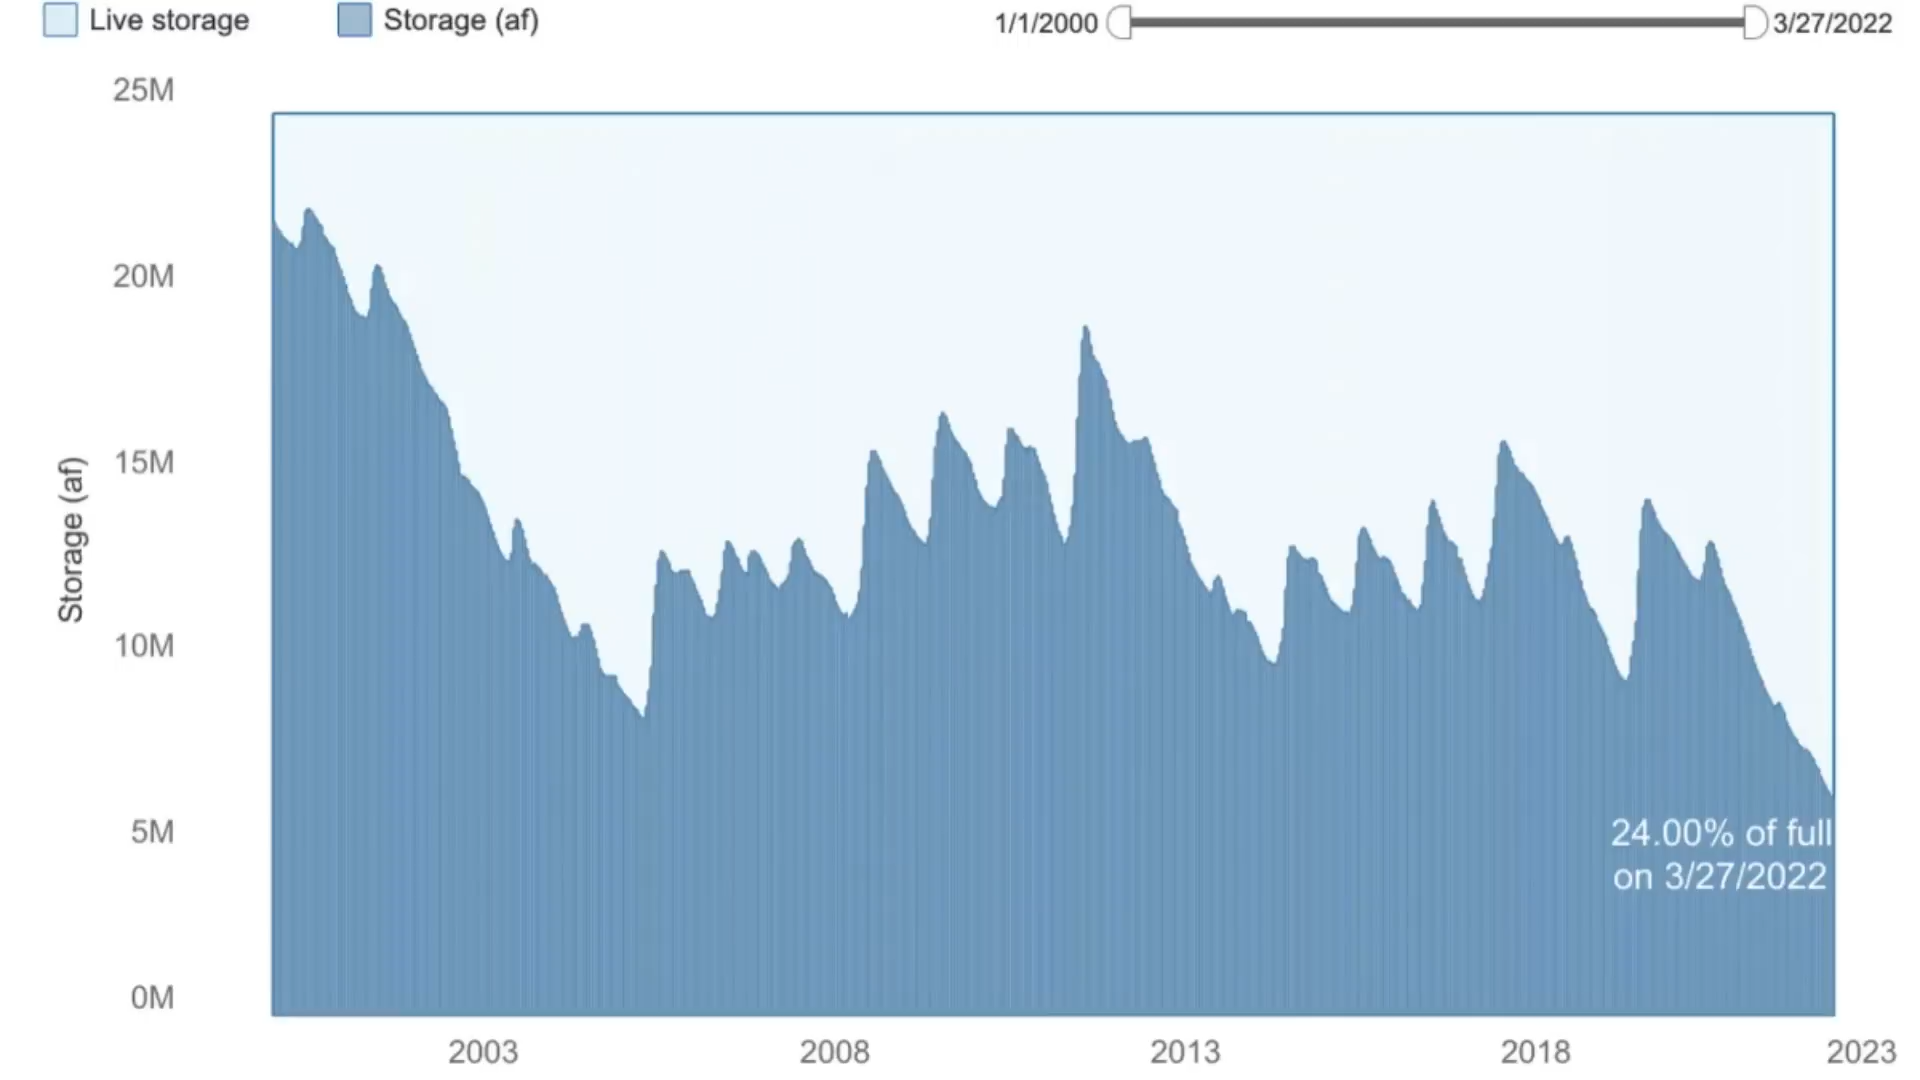 Live storage
Storage (af)
1/1/2000
3/27/2022
25M
20M
15M
10M
5M
0M
Storage (af)
24.00% of full
on 3/27/2022
2003
2008
2013
2018
2023